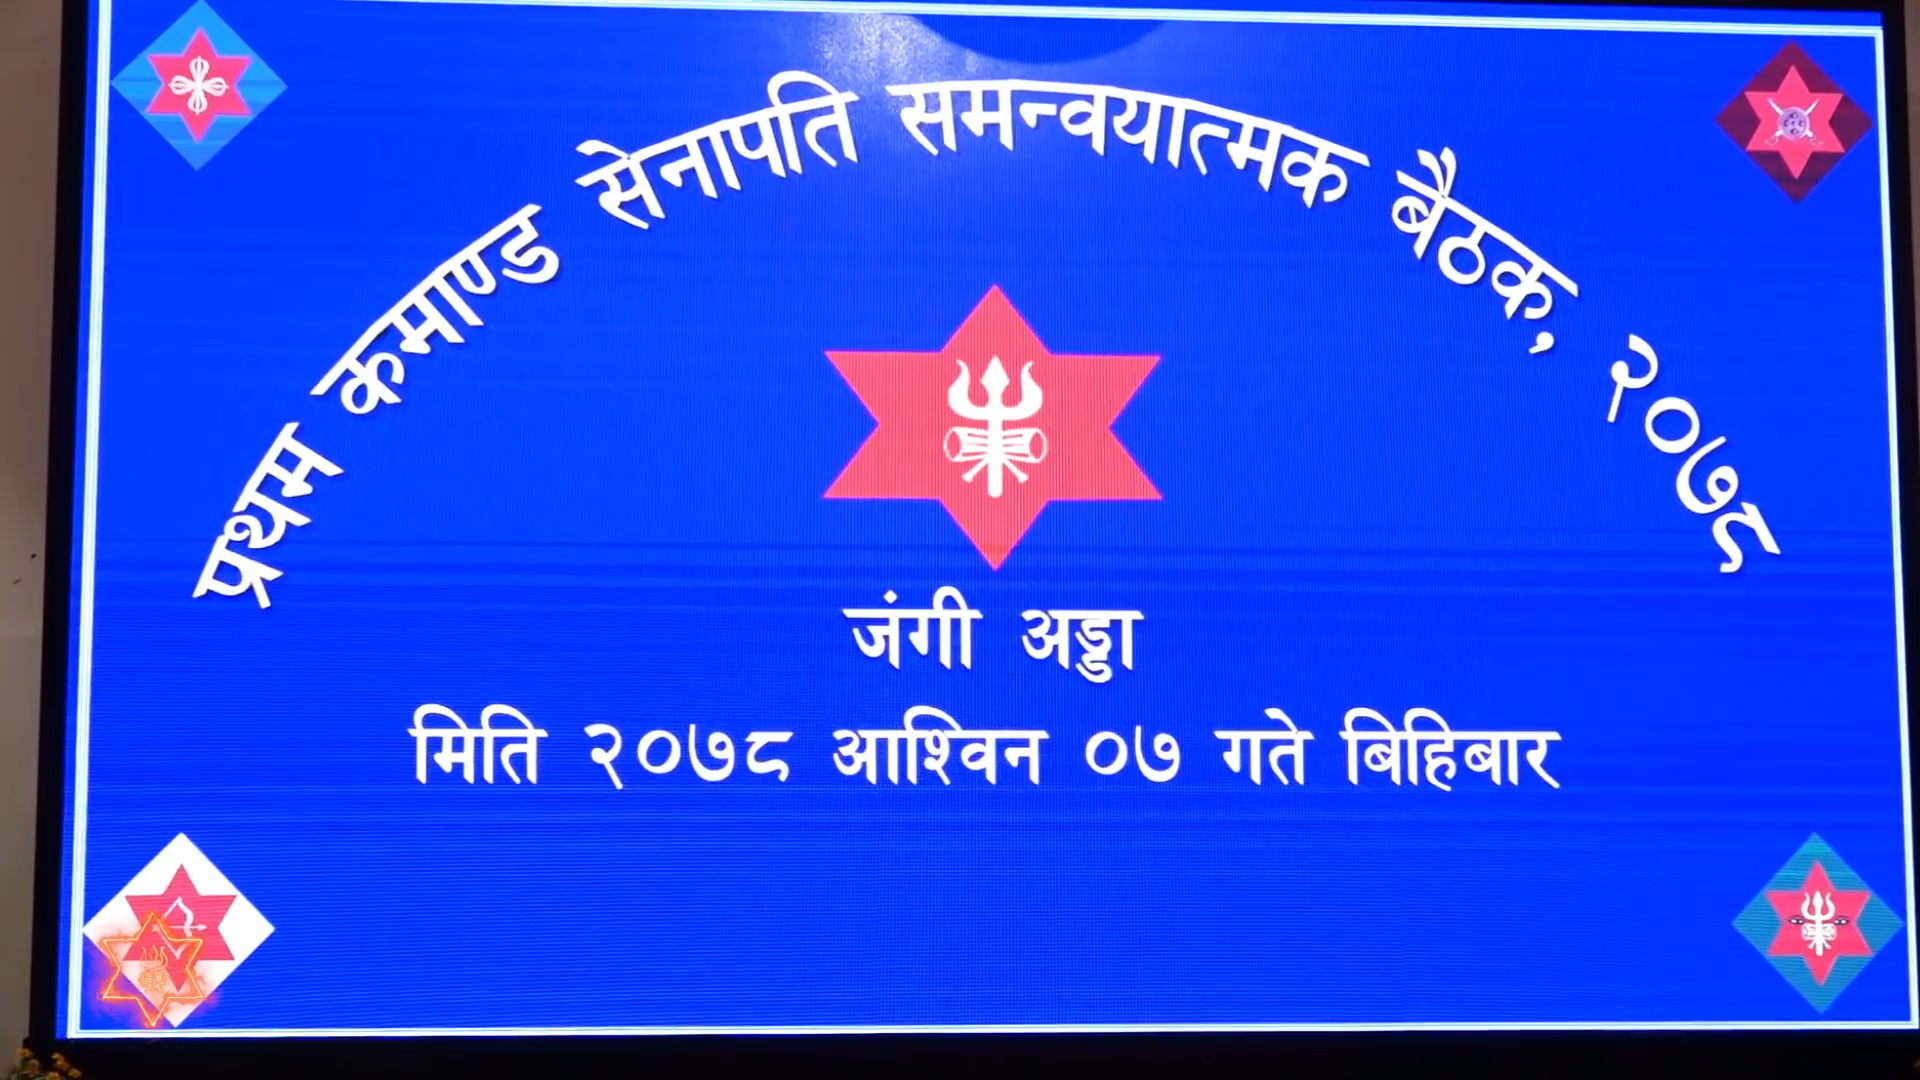 प्रथम कमाण्ड सेनापति समन्वयात्मक बैठक, २०७८
जंगी अड्डा
मिति २०७८ आश्विन ०७ गते बिहिबार